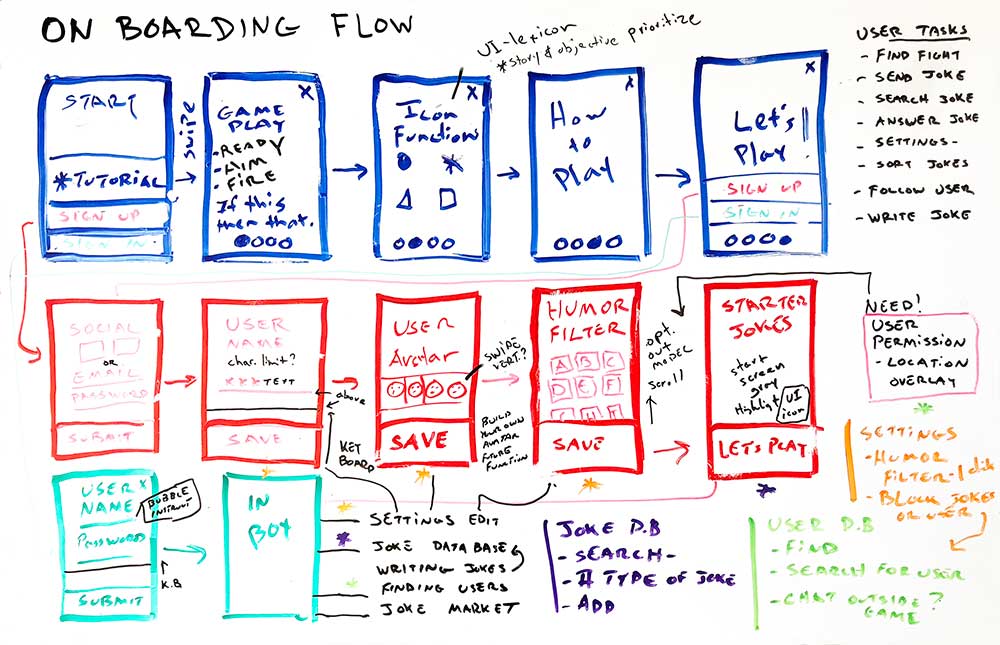 ON BOARDING FLOW
UI-lexicon
*Story & objective prioritize
USER TASKS
- FIND FIGHT
- SEND JOKE
- SEARCH JOKE
- ANSWER JOKE
- SETTINGS-
- SORT JOKES
- FOLLOW USER
- WRITE JOKE
START
*TUTORIAL
SIGN UP
SIGN IN
SWIPE
X
GAME
PLAY
-READY
-AIM
-FIRE
If this
then that.
X
Icon
Function
X
How
to
Play
X
Let's
Play!
SIGN UP
SIGN IN
SOCIAL
OR
EMAIL
PASSWORD
SUBMIT
USER
NAME
char. limit?
XXX TEXT
SAVE
above
KEY
BOARD
USER
Avatar
SAVE
SWIPE
VERT.?
BUILD
YOUR OWN
AVATAR
FUTURE
FUNCTION
HUMOR
FILTER
A B C
D E F
G H I
SAVE
opt.
out
MODEL
Scroll
STARTER
JOKES
start
screen
gray
Highlight
UI
icon
LET'S PLAY
NEED!
USER
PERMISSION
- LOCATION
OVERLAY
SETTINGS
- HUMOR
FILTER-/
- BLOCK JOKES
OR USER
USER X
NAME
BUBBLE
PASSWORD
K.B
SUBMIT
IN
BOX
SETTINGS EDIT
JOKE DATABASE
WRITING JOKES
FINDING USERS
JOKE MARKET
JOKE D.B
- SEARCH-
- # TYPE OF JOKE
- ADD
USER D.B
- FIND
- SEARCH FOR USER
- CHAT OUTSIDE?
GAME